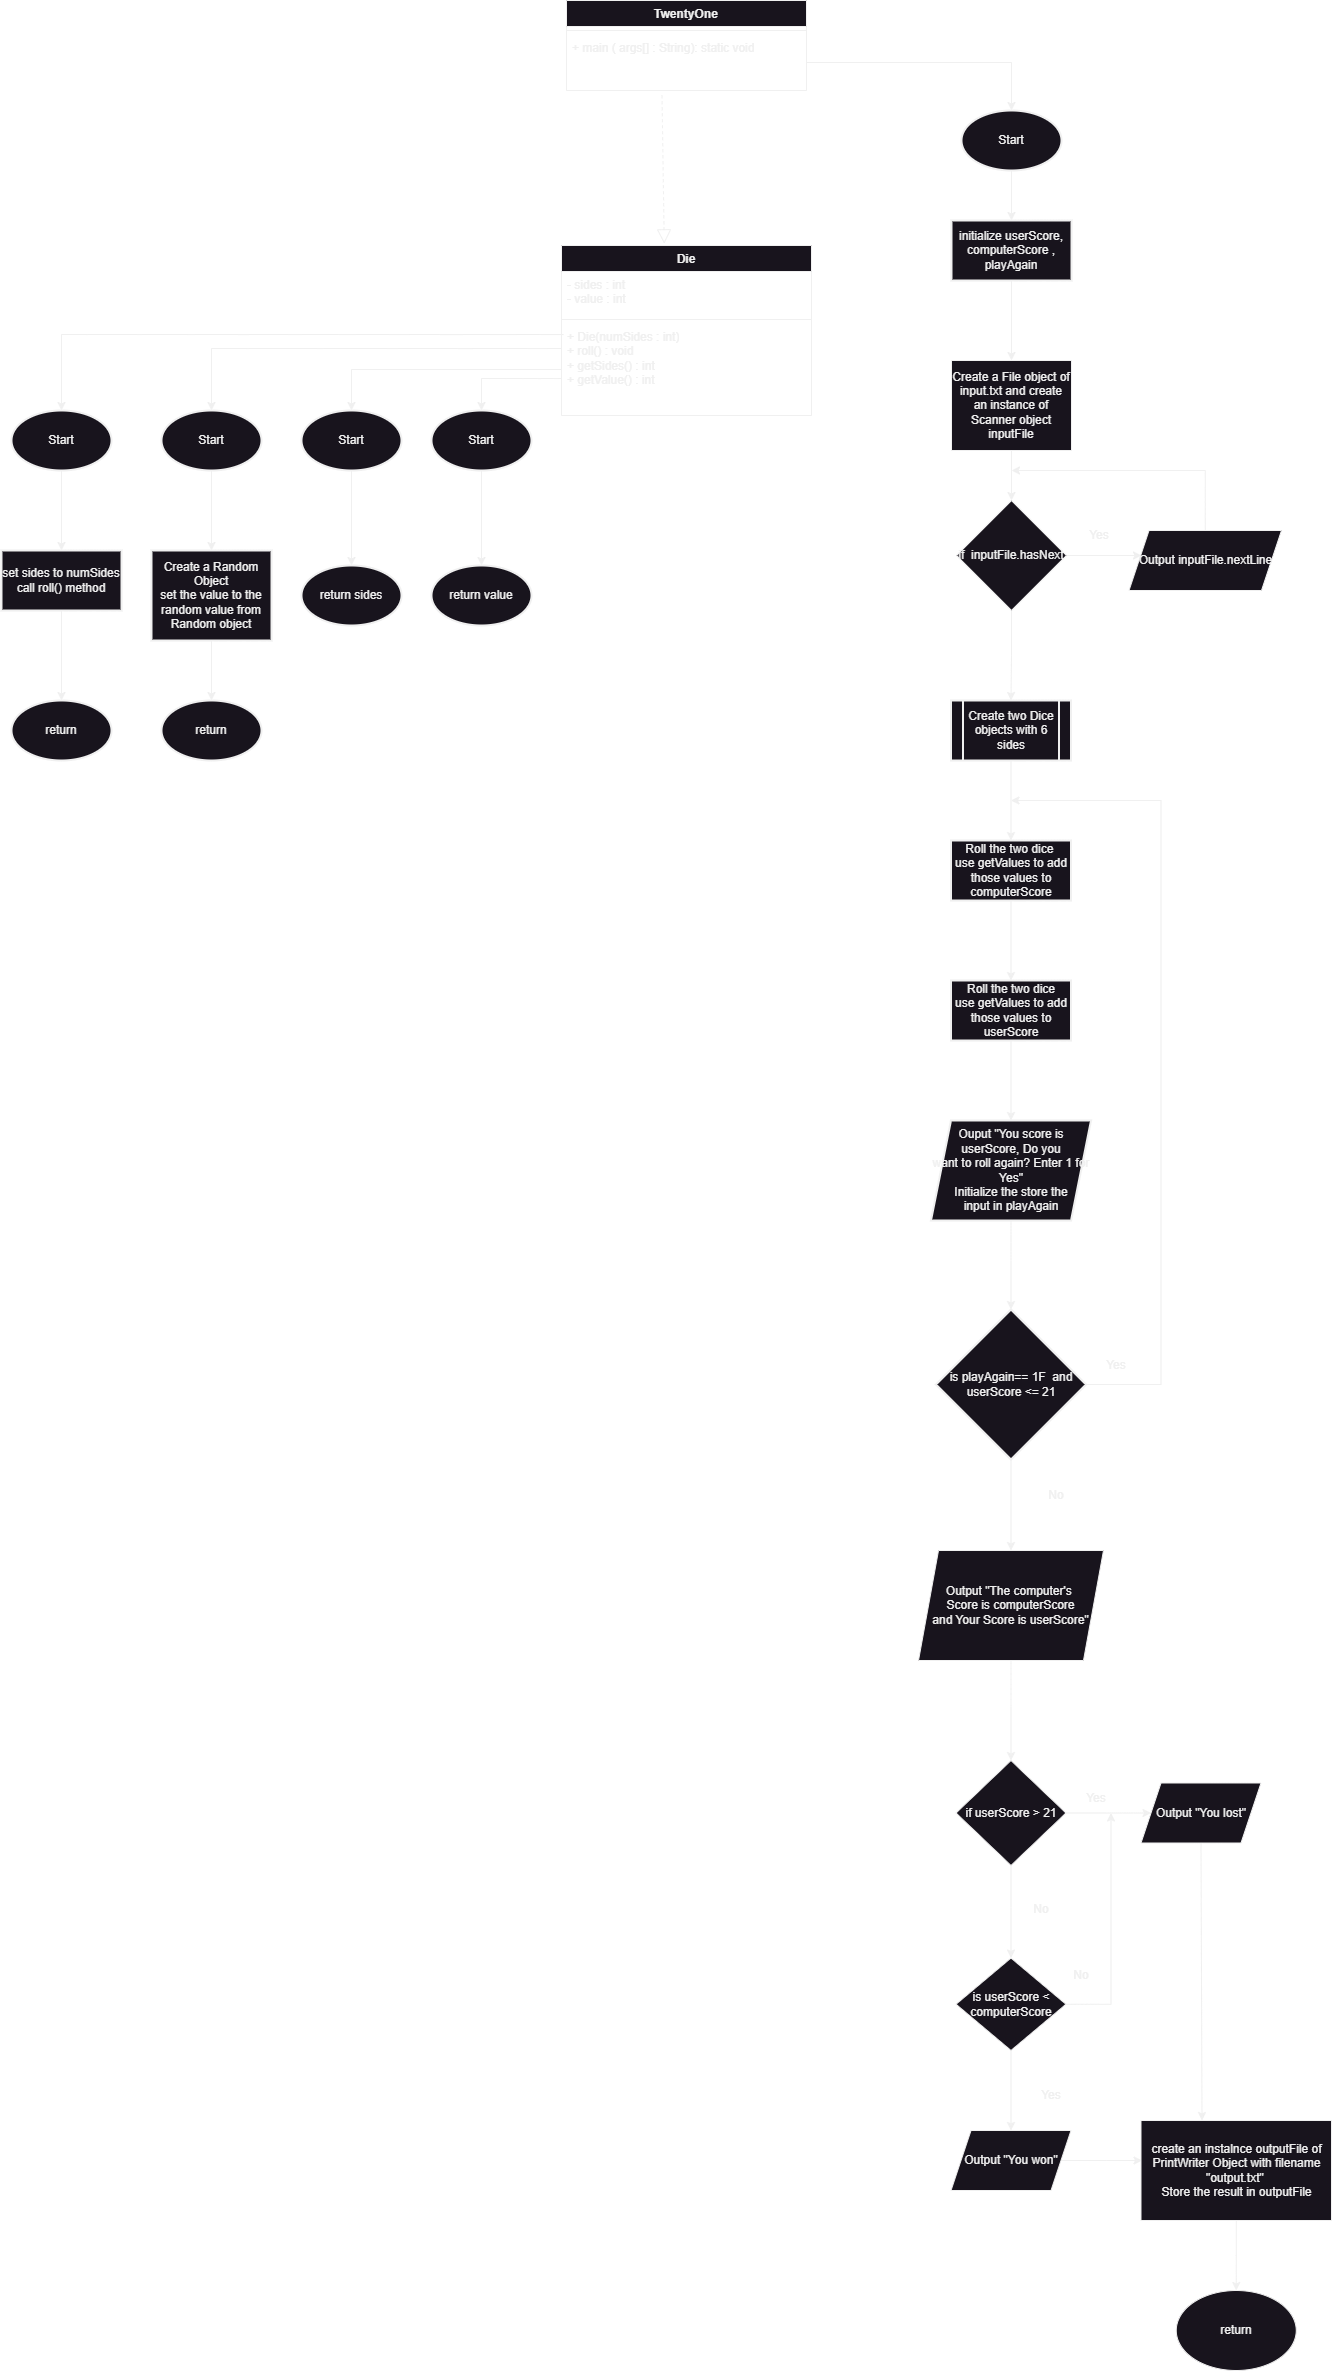 TwentyOne
+ main ( args[] : String): static void
Start
initialize userScore,
computerScore ,
playAgain
Create a File object of
input.txt and create
an instance of
Scanner object
inputFile
if  inputFile.hasNext
Yes
Output inputFile.nextLine
Create two Dice
objects with 6
sides
Roll the two dice
use getValues to add
those values to
computerScore
Roll the two dice
use getValues to add
those values to
userScore
Ouput "You score is
userScore, Do you
want to roll again? Enter 1 for
Yes"
Initialize the store the
input in playAgain
is playAgain== 1F  and
userScore <= 21
Yes
No
Output "The computer's
Score is computerScore
and Your Score is userScore"
if userScore > 21
Yes
Output "You lost"
No
is userScore <
computerScore
No
Yes
Output "You won"
create an instalnce outputFile of
PrintWriter Object with filename
"output.txt"
Store the result in outputFile
return
Die
- sides : int
- value : int
+ Die(numSides : int)
+ roll() : void
+ getSides() : int
+ getValue() : int
Start
set sides to numSides
call roll() method
return
Start
Create a Random
Object
set the value to the
random value from
Random object
return
Start
return sides
Start
return value